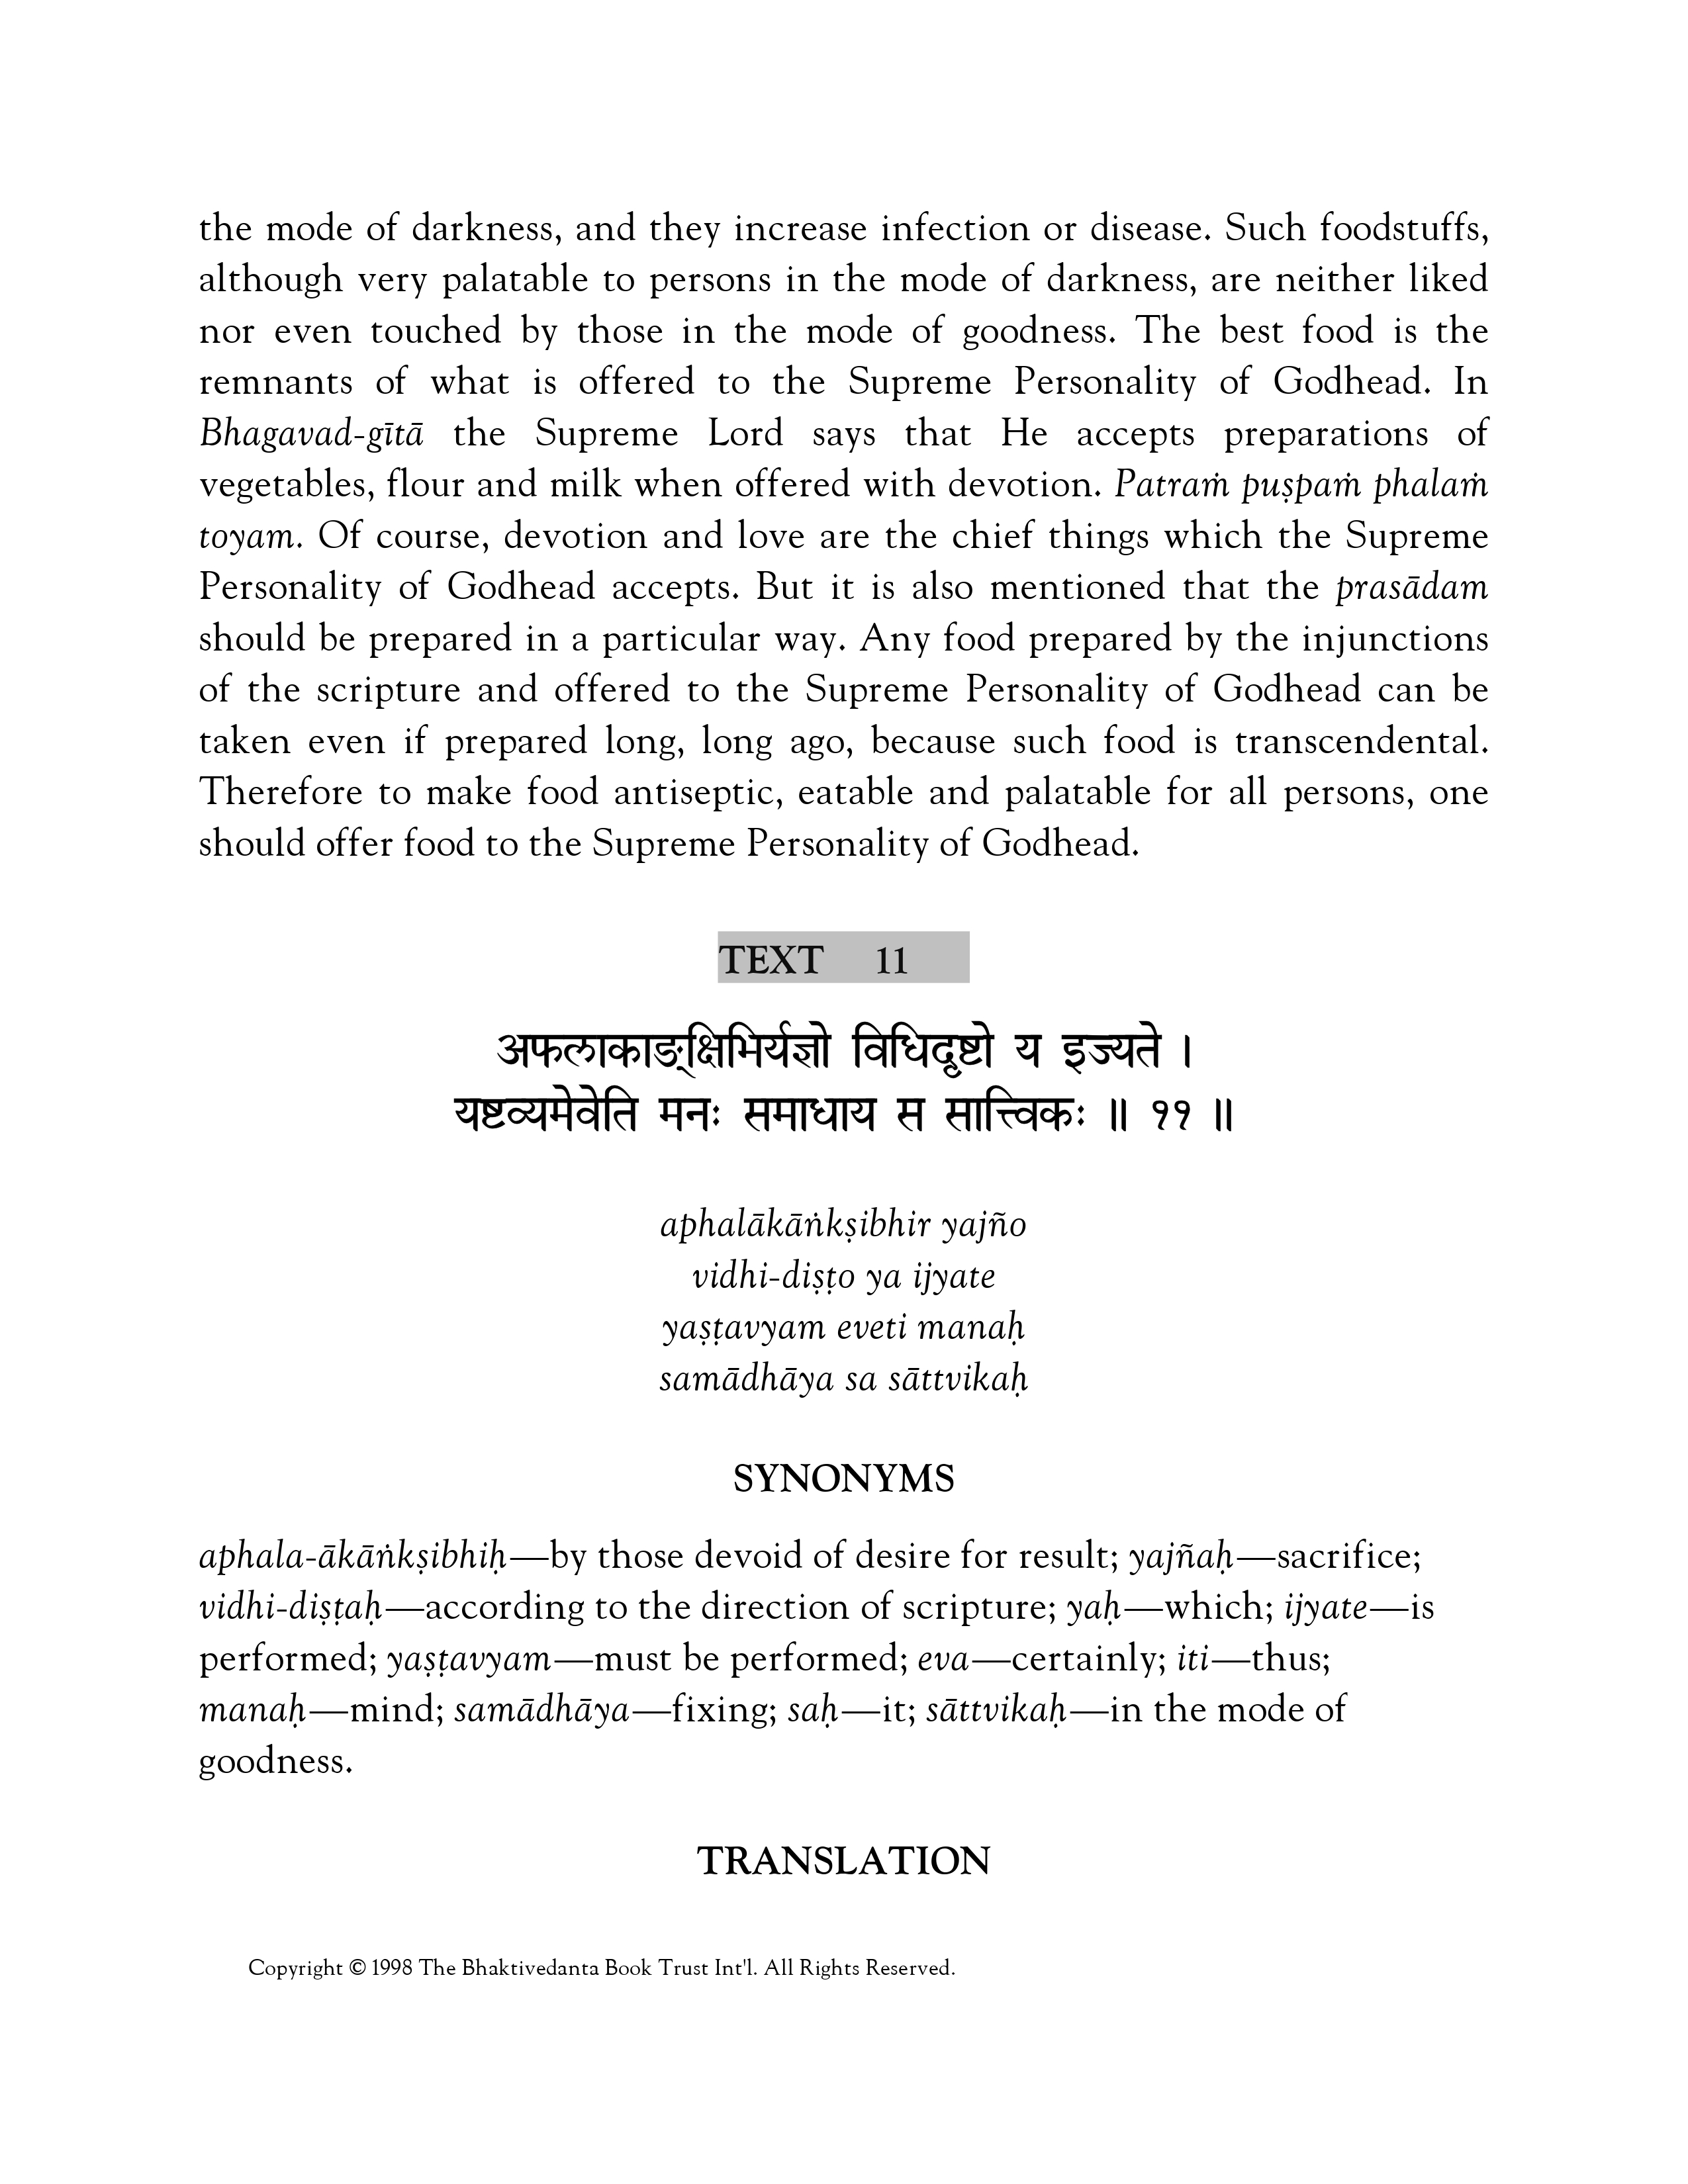 the mode of darkness, and they increase infection or disease. Such foodstuffs,
although very palatable to persons in the mode of darkness, are neither liked
nor even touched by those in the mode of goodness. The best food is the
remnants of what is offered to the Supreme Personality of Godhead. In
Bhagavad-gītā the Supreme Lord says that He accepts preparations of
vegetables, flour and milk when offered with devotion. Patraṁ puṣpaṁ phalaṁ
toyam. Of course, devotion and love are the chief things which the Supreme
Personality of Godhead accepts. But it is also mentioned that the prasādam
should be prepared in a particular way. Any food prepared by the injunctions
of the scripture and offered to the Supreme Personality of Godhead can be
taken even if prepared long, long ago, because such food is transcendental.
Therefore to make food antiseptic, eatable and palatable for all persons, one
should offer food to the Supreme Personality of Godhead.
TEXT 11
अफलाकाङ्क्षिभिर्यज्ञो विधिदृष्टो य इज्यते ।
यष्टव्यमेवेति मनः समाधाय स सात्त्विकः ॥ ११ ॥
aphalākāṅkṣibhir yajño
vidhi-diṣṭo ya ijyate
yaṣṭavyam eveti manaḥ
samādhāya sa sāttvikaḥ
SYNONYMS
aphala-ākāṅkṣibhiḥ—by those devoid of desire for result; yajñaḥ—sacrifice;
vidhi-diṣṭaḥ—according to the direction of scripture; yaḥ—which; ijyate—is
performed; yaṣṭavyam—must be performed; eva—certainly; iti—thus;
manaḥ—mind; samādhāya—fixing; saḥ—it; sāttvikaḥ—in the mode of
goodness.
TRANSLATION
Copyright © 1998 The Bhaktivedanta Book Trust Int'l. All Rights Reserved.